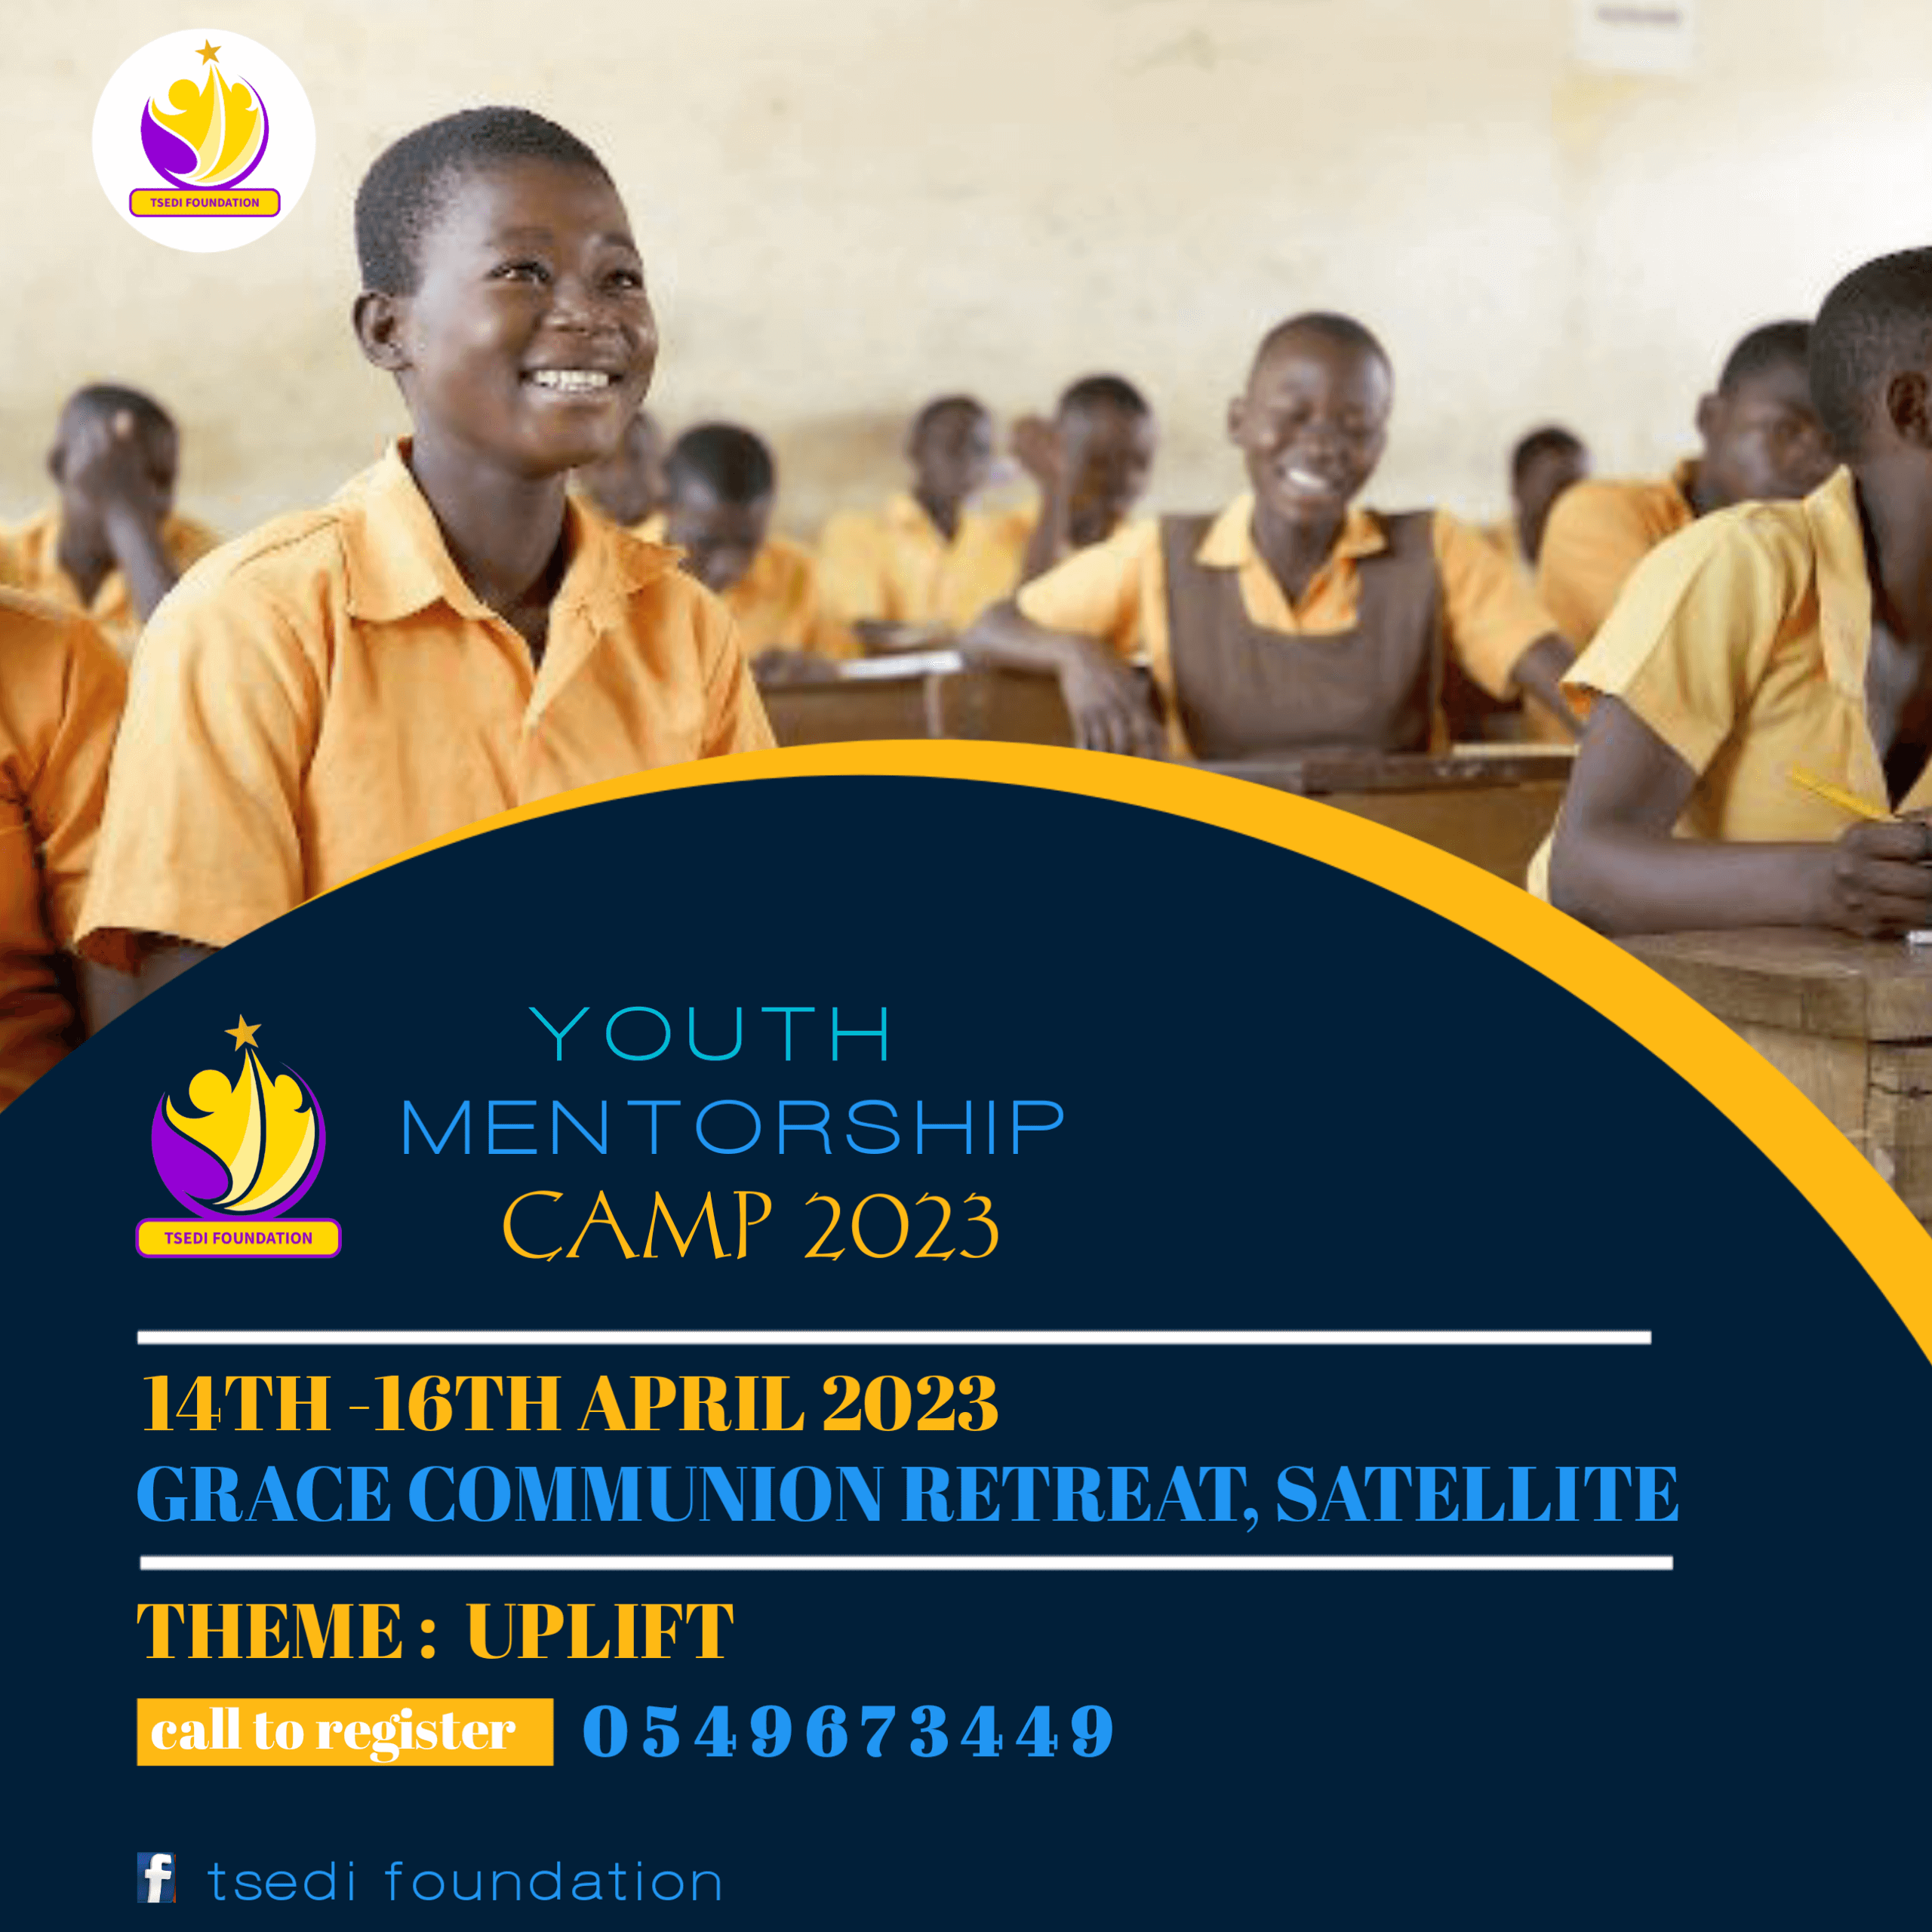 TSEDI FOUNDATION
YOUTH
MENTORSHIP
CAMP 2023
TSEDI FOUNDATION
14TH -16TH APRIL 2023
GRACE COMMUNION RETREAT, SATELLITE
THEME : UPLIFT
call to register 0549673449
f tsedi foundation